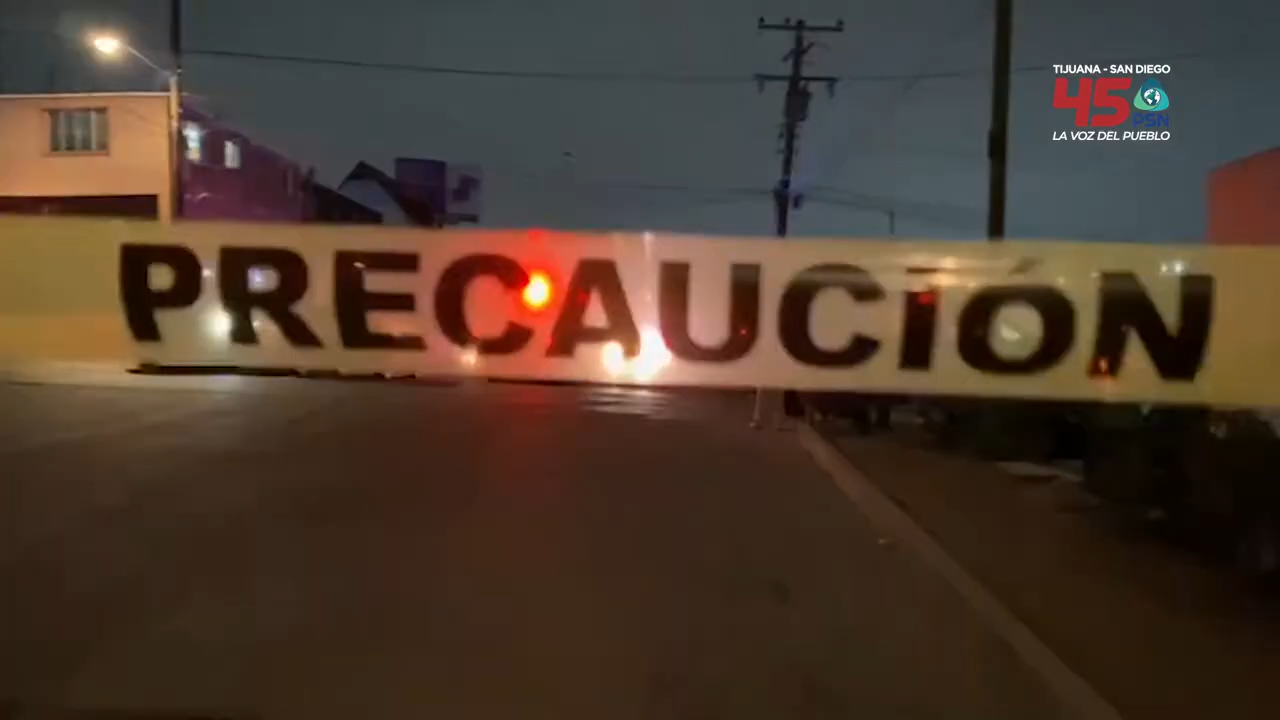 TIJUANA - SAN DIEGO
45 PSN
LA VOZ DEL PUEBLO
PRECAUCIÓN